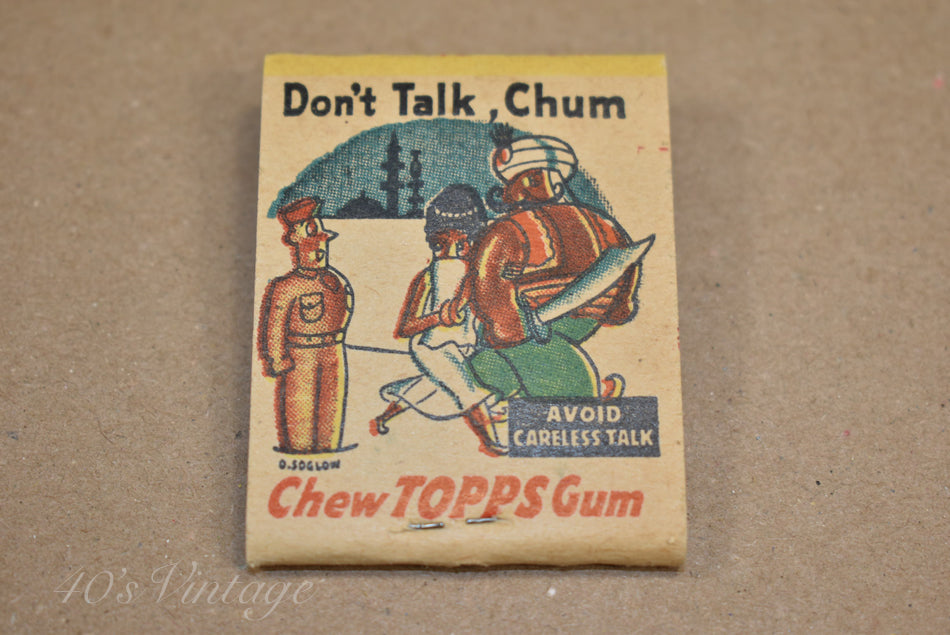 Don't Talk, Chum
AVOID
CARELESS TALK
O. SOGLOW
Chew TOPPS Gum
40's Vintage